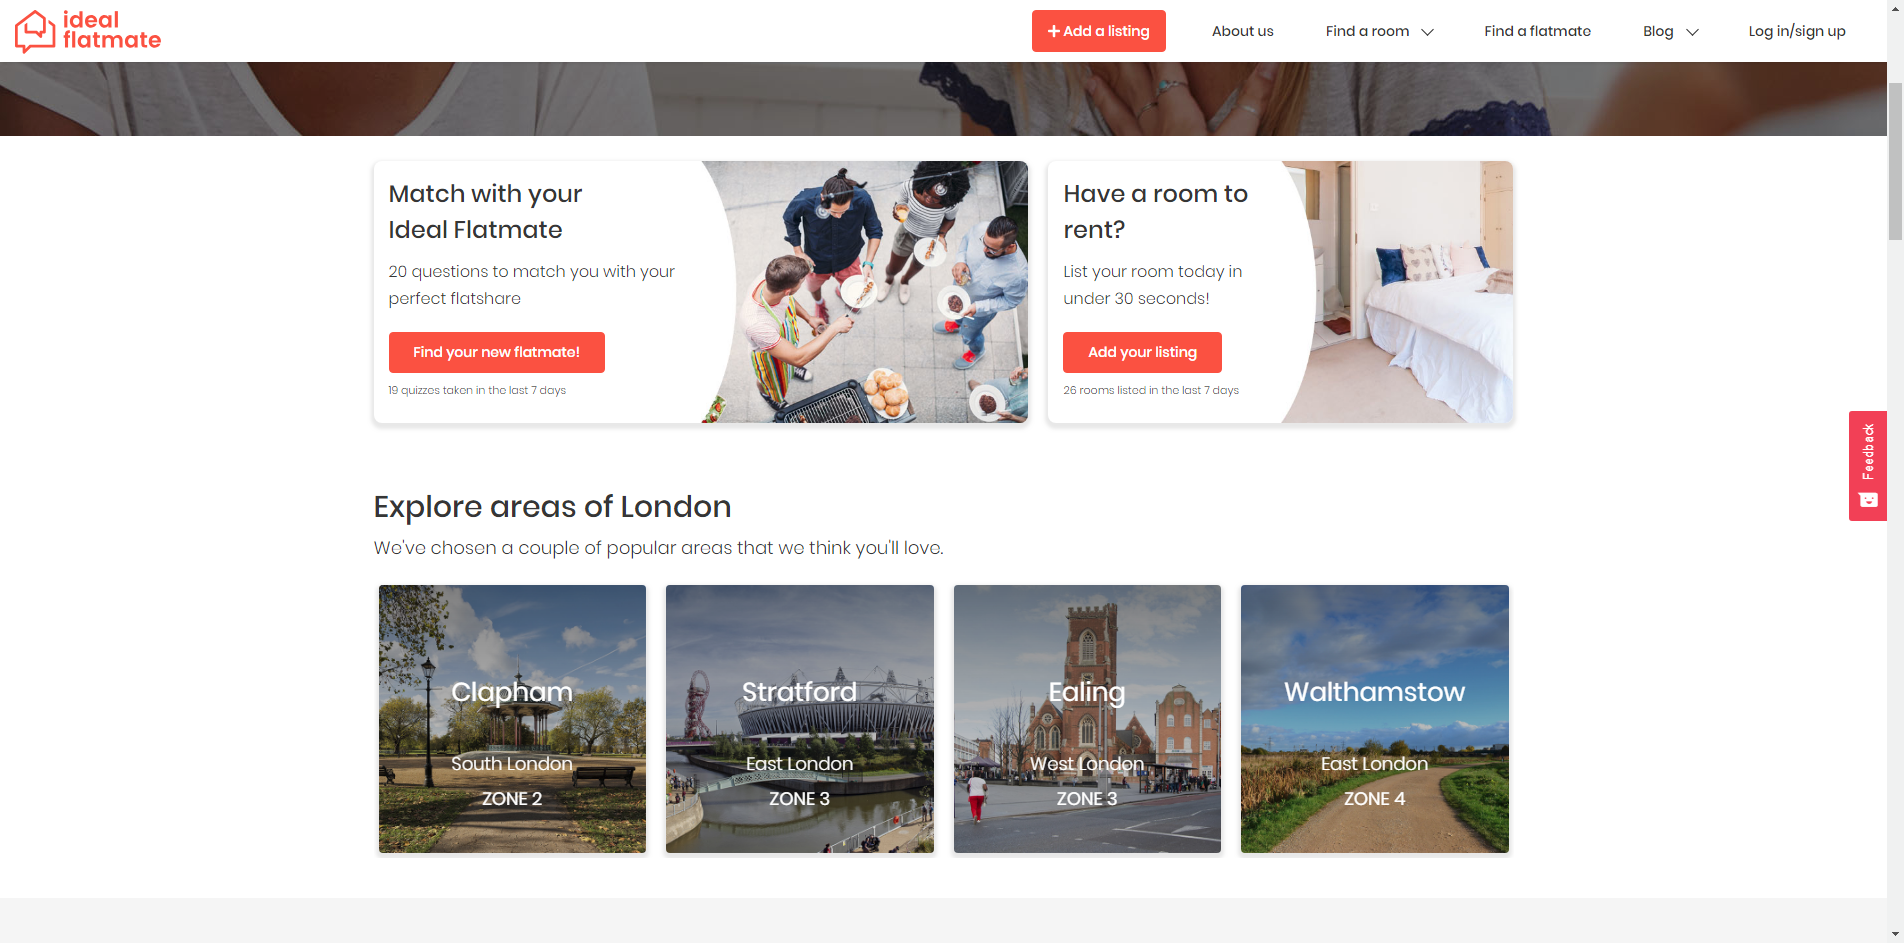 ideal
flatmate
Add a listing
About us
Find a room
Find a flatmate
Blog
Log in/sign up
Match with your
Ideal Flatmate
20 questions to match you with your
perfect flatshare
Find your new flatmate!
19 quizzes taken in the last 7 days
Have a room to
rent?
List your room today in
under 30 seconds!
Add your listing
26 rooms listed in the last 7 days
Feedback
Explore areas of London
We've chosen a couple of popular areas that we think you'll love.
Clapham
South London
ZONE 2
Stratford
East London
ZONE 3
Ealing
West London
ZONE 3
Walthamstow
East London
ZONE 4